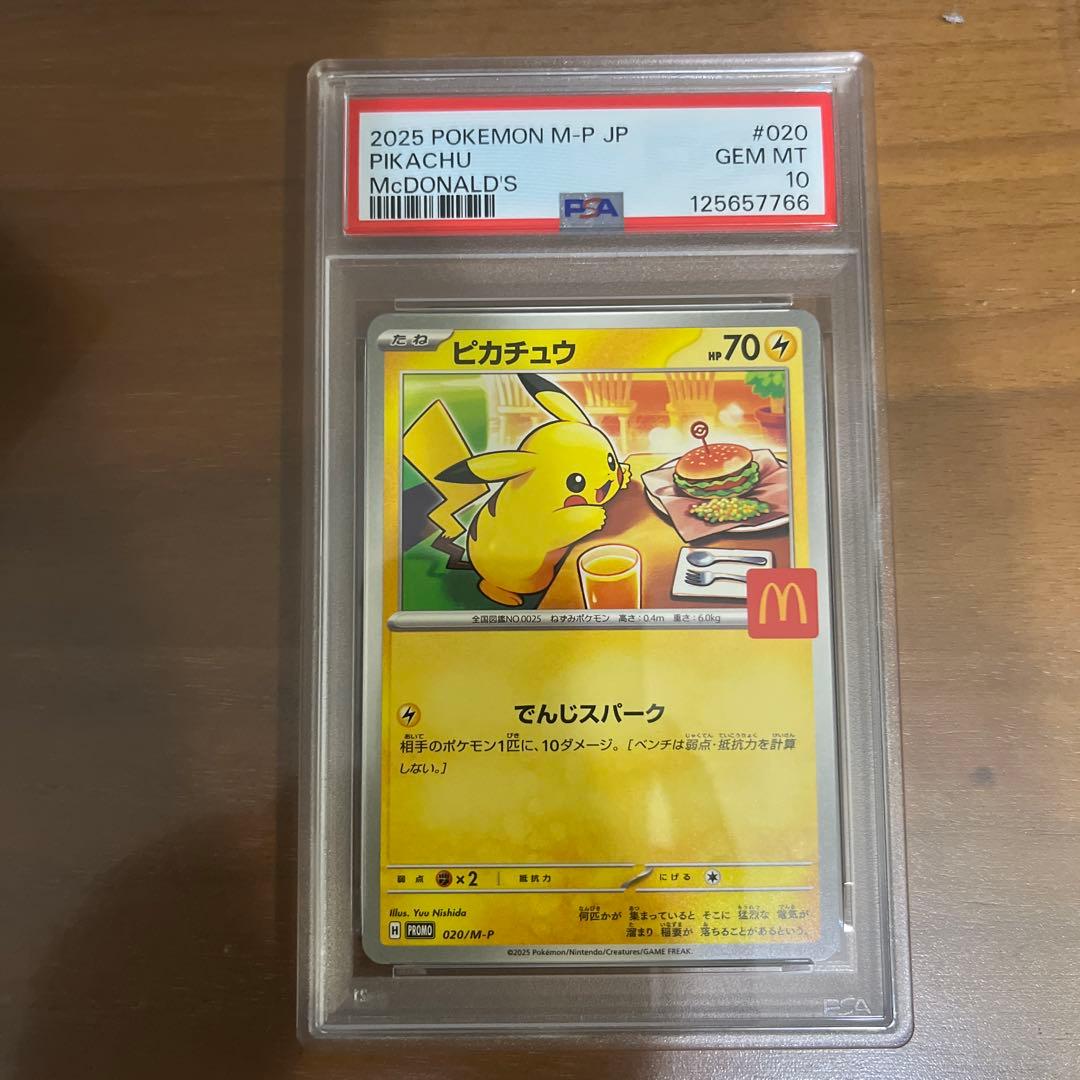 2025 POKEMON M-P JP #020
PIKACHU GEM MT
McDONALD'S 10
PSA 125657766
たね ピカチュウ HP70
全国図鑑NO.0025 ねずみポケモン 高さ:0.4m 重さ:6.0kg
でんじスパーク
相手のポケモン1匹に、10ダメージ。[ベンチは弱点・抵抗力を計算
しない。]
弱点 ×2 抵抗力 にげる
Illus. Yuu Nishida
何匹かが 集まっていると そこに 猛烈な 電気が
溜まり 稲妻が 落ちることがあるという。
H PROMO 020/M-P
©2025 Pokémon/Nintendo/Creatures/GAME FREAK.
PSA